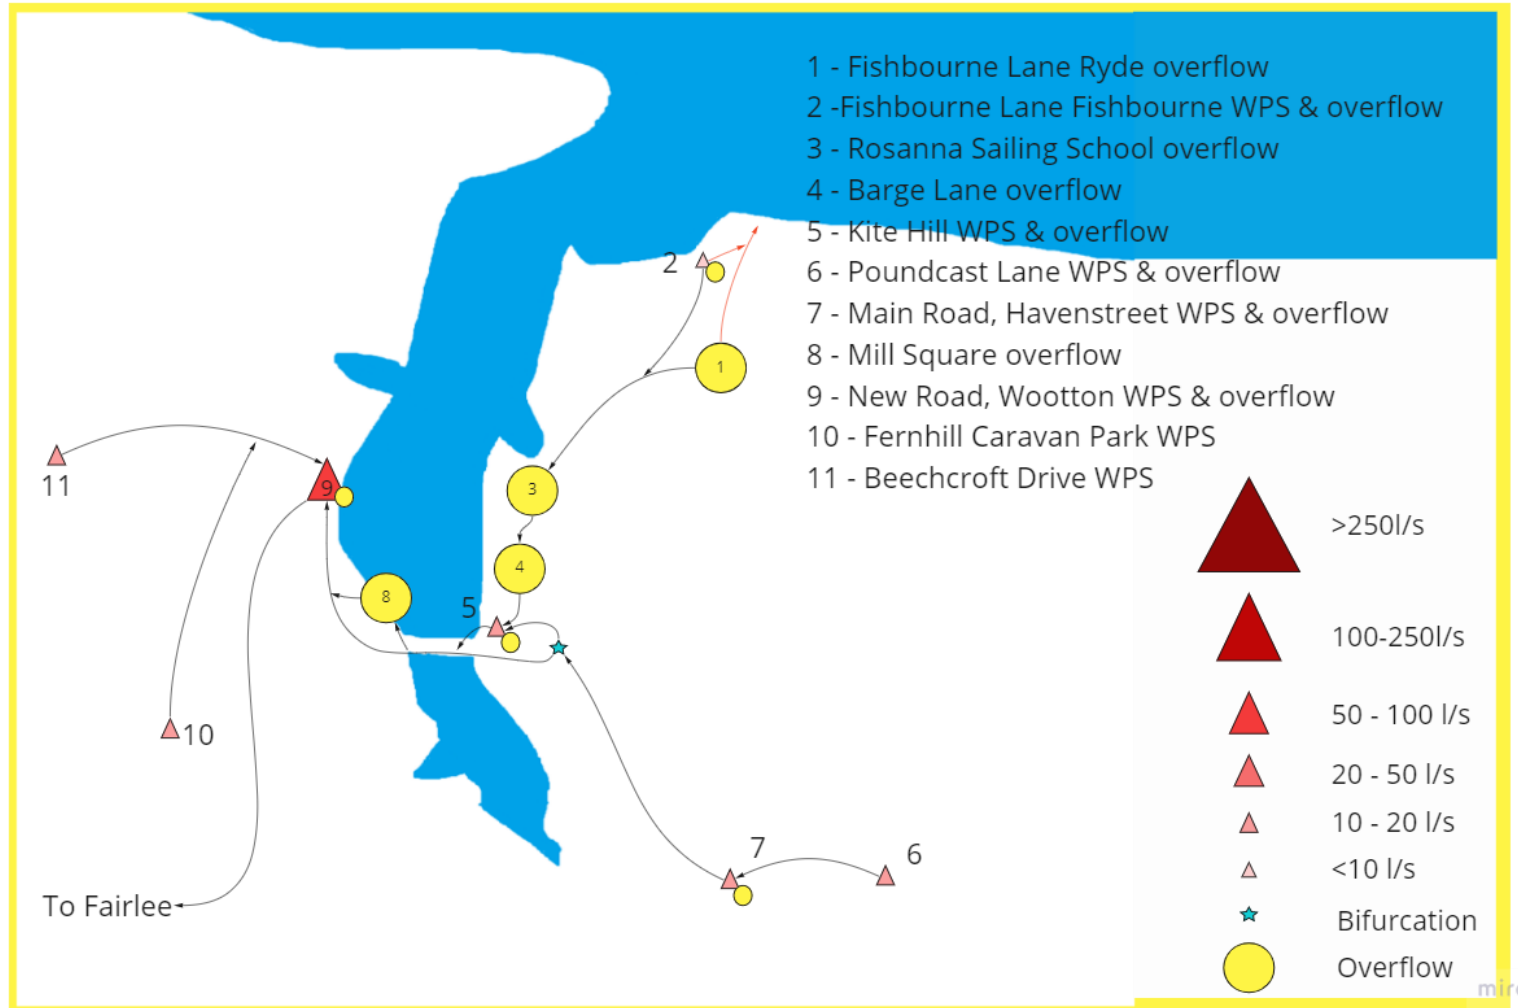 1 - Fishbourne Lane Ryde overflow
2 -Fishbourne Lane Fishbourne WPS & overflow
3 - Rosanna Sailing School overflow
4 - Barge Lane overflow
5 - Kite Hill WPS & overflow
6 - Poundcast Lane WPS & overflow
7 - Main Road, Havenstreet WPS & overflow
8 - Mill Square overflow
9 - New Road, Wootton WPS & overflow
10 - Fernhill Caravan Park WPS
11 - Beechcroft Drive WPS
2
1
11
9
3
4
8
5
10
7
6
To Fairlee
>250l/s
100-250l/s
50 - 100 l/s
20 - 50 l/s
10 - 20 l/s
<10 l/s
Bifurcation
Overflow